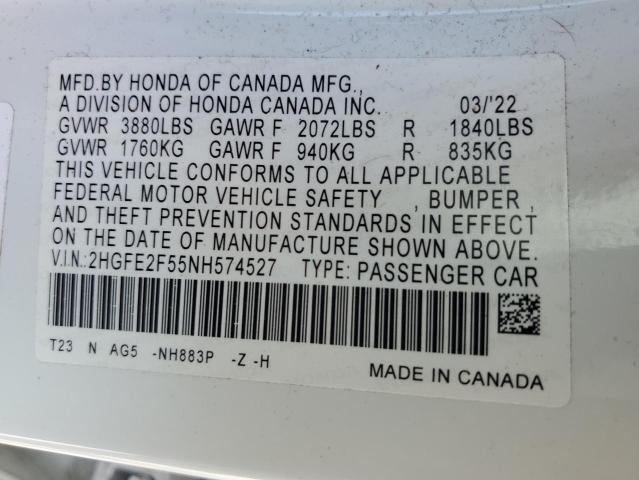 MFD.BY HONDA OF CANADA MFG.,
A DIVISION OF HONDA CANADA INC. 03/'22
GVWR 3880LBS GAWR F 2072LBS R 1840LBS
GVWR 1760KG GAWR F 940KG R 835KG
THIS VEHICLE CONFORMS TO ALL APPLICABLE
FEDERAL MOTOR VEHICLE SAFETY , BUMPER ,
AND THEFT PREVENTION STANDARDS IN EFFECT
ON THE DATE OF MANUFACTURE SHOWN ABOVE.
V.I.N.:2HGFE2F55NH574527 TYPE: PASSENGER CAR
T23 N AG5 -NH883P -Z -H
MADE IN CANADA